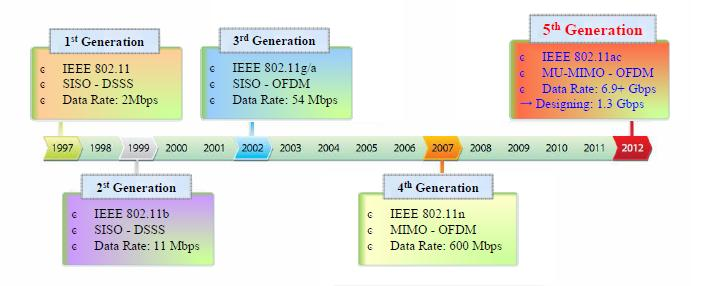 1st Generation
є IEEE 802.11
є SISO - DSSS
є Data Rate: 2Mbps
3rd Generation
є IEEE 802.11g/a
є SISO - OFDM
є Data Rate: 54 Mbps
5th Generation
є IEEE 802.11ac
є MU-MIMO - OFDM
є Data Rate: 6.9+ Gbps
→ Designing: 1.3 Gbps
1997 1998 1999 2000 2001 2002 2003 2004 2005 2006 2007 2008 2009 2010 2011 2012
2st Generation
є IEEE 802.11b
є SISO - DSSS
є Data Rate: 11 Mbps
4th Generation
є IEEE 802.11n
є MIMO - OFDM
є Data Rate: 600 Mbps